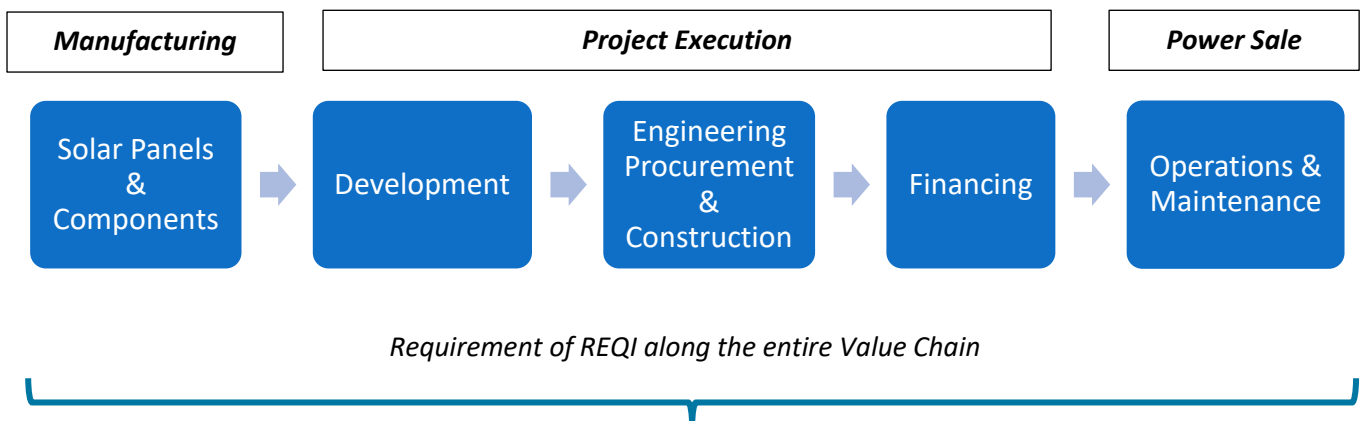 Manufacturing
Project Execution
Power Sale
Solar Panels
&
Components
Development
Engineering
Procurement
&
Construction
Financing
Operations &
Maintenance
Requirement of REQI along the entire Value Chain